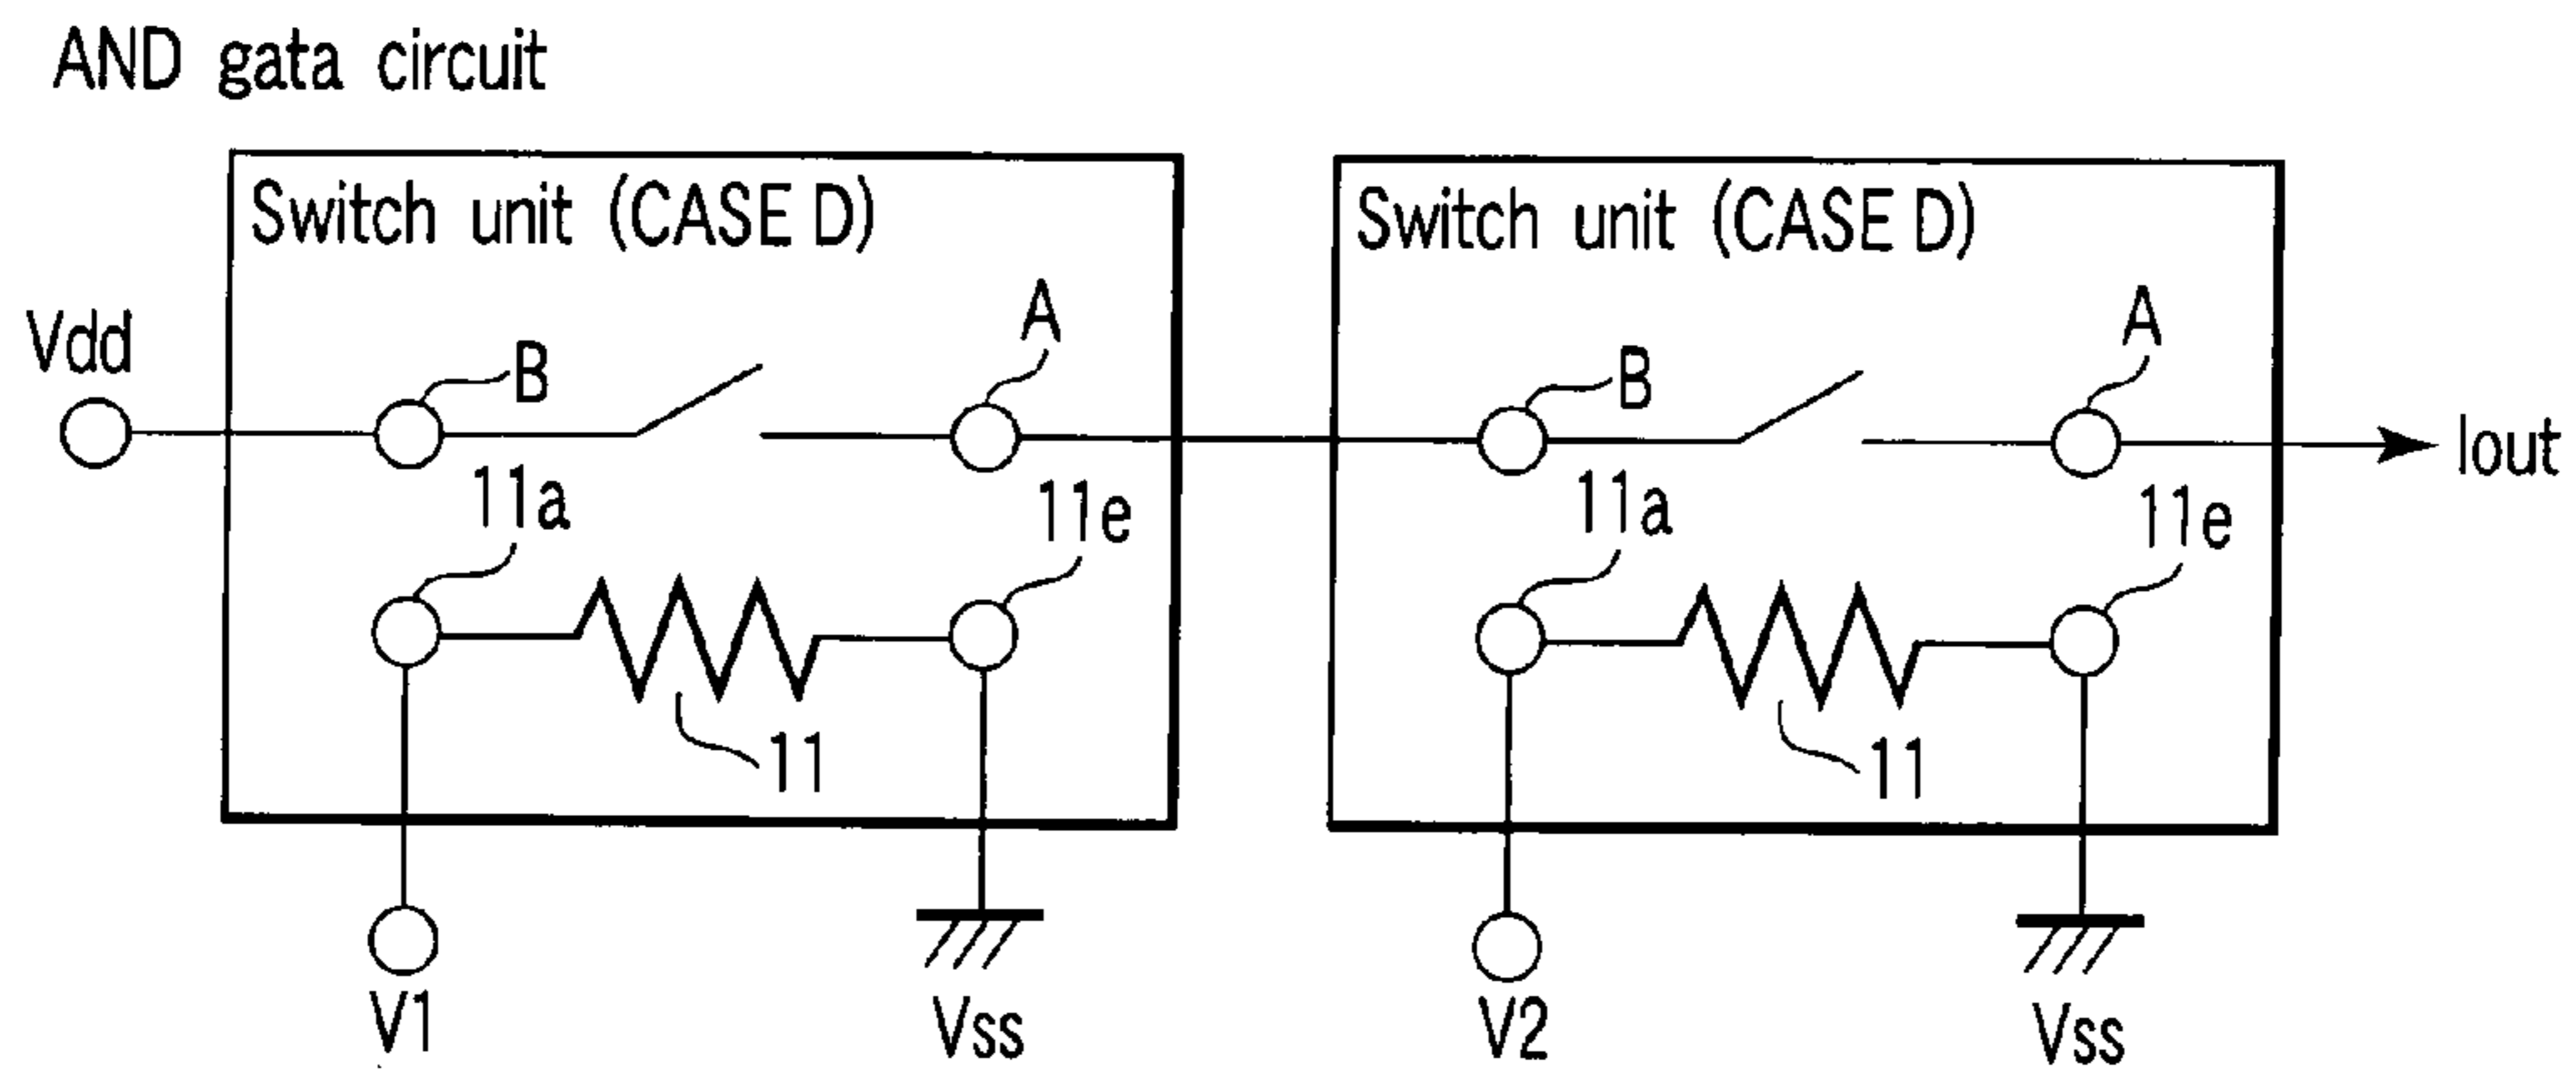 AND gata circuit
Switch unit (CASE D)
Switch unit (CASE D)
Vdd
B
A
B
A
Iout
11a
11e
11a
11e
11
11
V1
Vss
V2
Vss